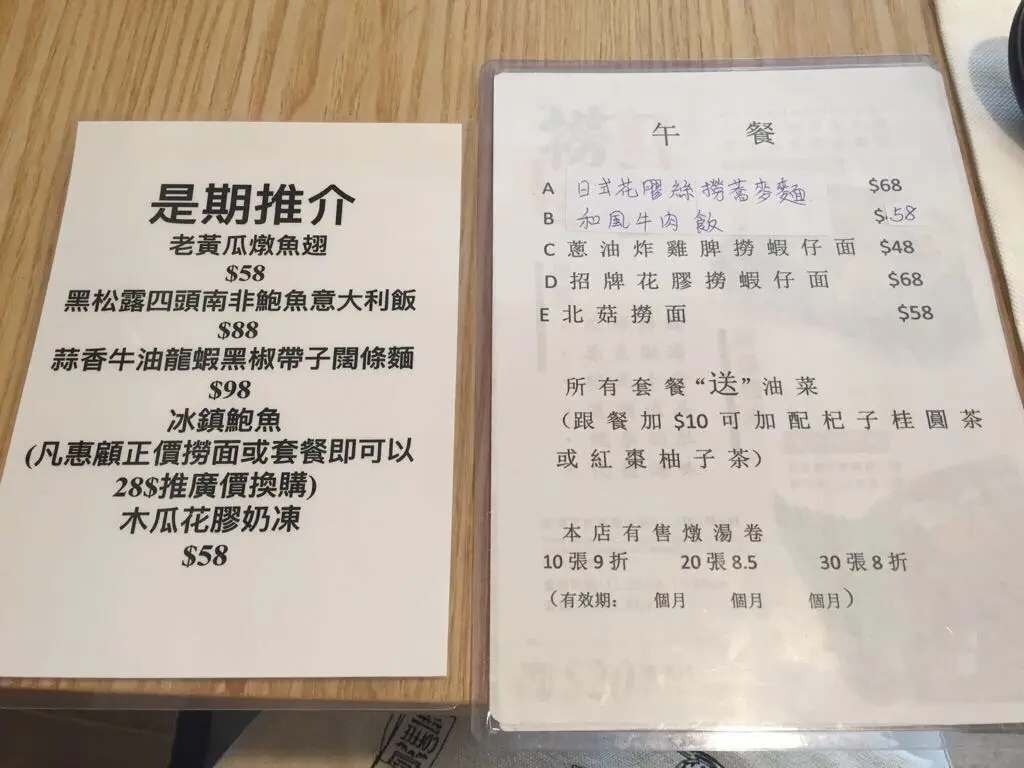 是期推介
老黃瓜燉魚翅
$58
黑松露四頭南非鮑魚意大利飯
$88
蒜香牛油龍蝦黑椒帶子闊條麵
$98
冰鎮鮑魚
(凡惠顧正價撈面或套餐即可以
28$推廣價換購)
木瓜花膠奶凍
$58
午 餐
A 日式花膠絲撈蕎麥麵 $68
B 和風牛肉飯 $58
C 蔥油炸雞脾撈蝦仔面 $48
D 招牌花膠撈蝦仔面 $68
E 北菇撈面 $58
所有套餐“送”油菜
（跟餐加 $10 可加配杞子桂圓茶
或紅棗柚子茶）
本店有售燉湯卷
10 張 9 折 20 張 8.5 30 張 8 折
（有效期： 個月 個月 個月）